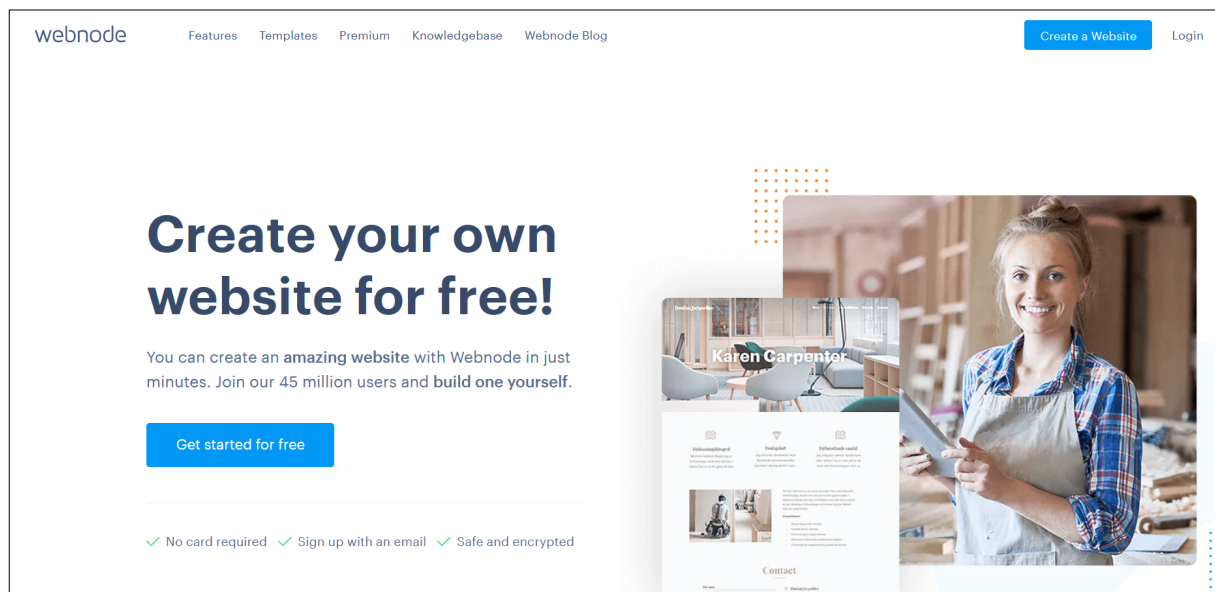 webnode
Features
Templates
Premium
Knowledgebase
Webnode Blog
Create a Website
Login
Create your own
website for free!
You can create an amazing website with Webnode in just
minutes. Join our 45 million users and build one yourself.
Get started for free
No card required
Sign up with an email
Safe and encrypted
Karen Carpenter
Contact